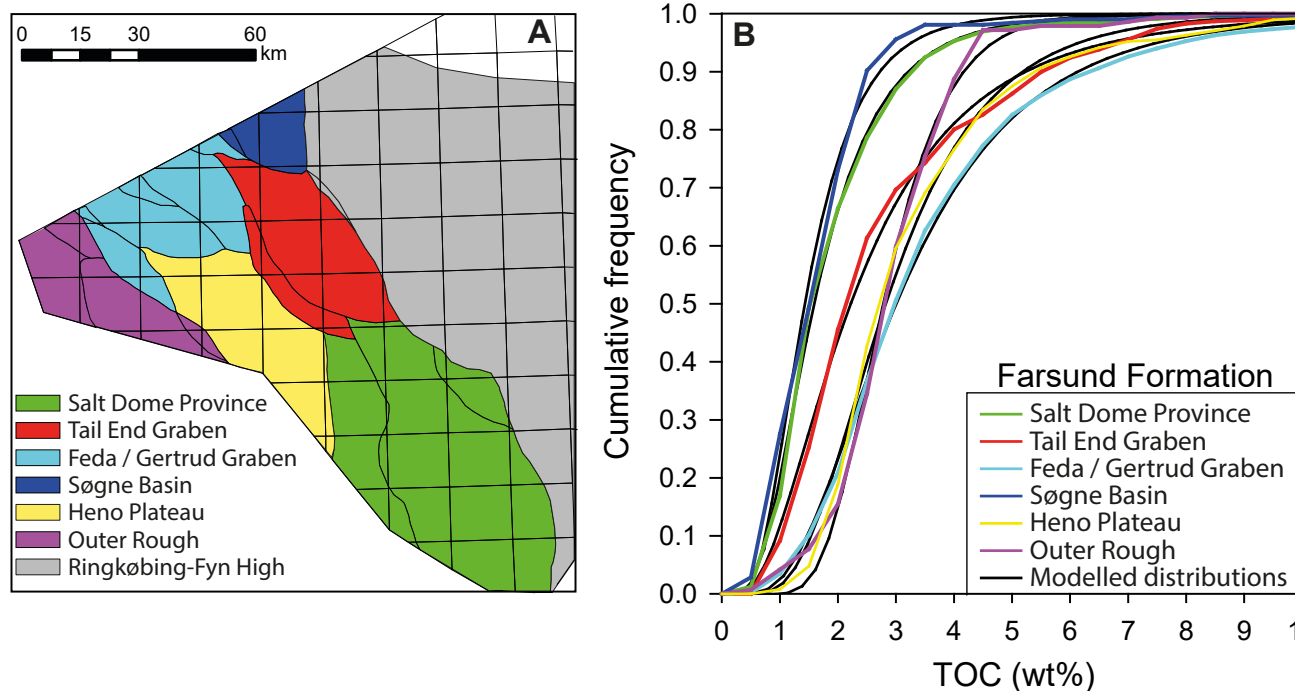 A
0 15 30 60
km
Salt Dome Province
Tail End Graben
Feda / Gertrud Graben
Søgne Basin
Heno Plateau
Outer Rough
Ringkøbing-Fyn High
B
Cumulative frequency
1.0
0.9
0.8
0.7
0.6
0.5
0.4
0.3
0.2
0.1
0.0
Farsund Formation
Salt Dome Province
Tail End Graben
Feda / Gertrud Graben
Søgne Basin
Heno Plateau
Outer Rough
Modelled distributions
0 1 2 3 4 5 6 7 8 9
TOC (wt%)